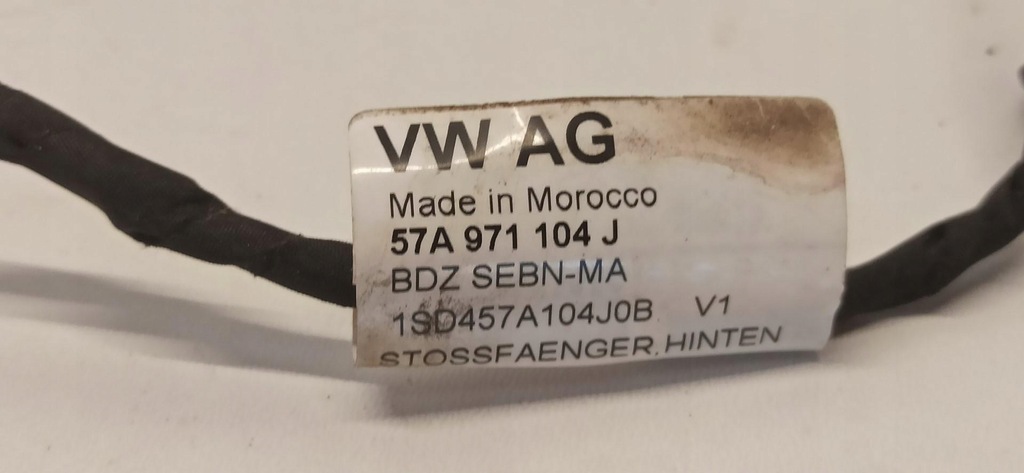 VW AG
Made in Morocco
57A 971 104 J
BDZ SEBN-MA
1SD457A104J0B V1
STOSSFAENGER.HINTEN